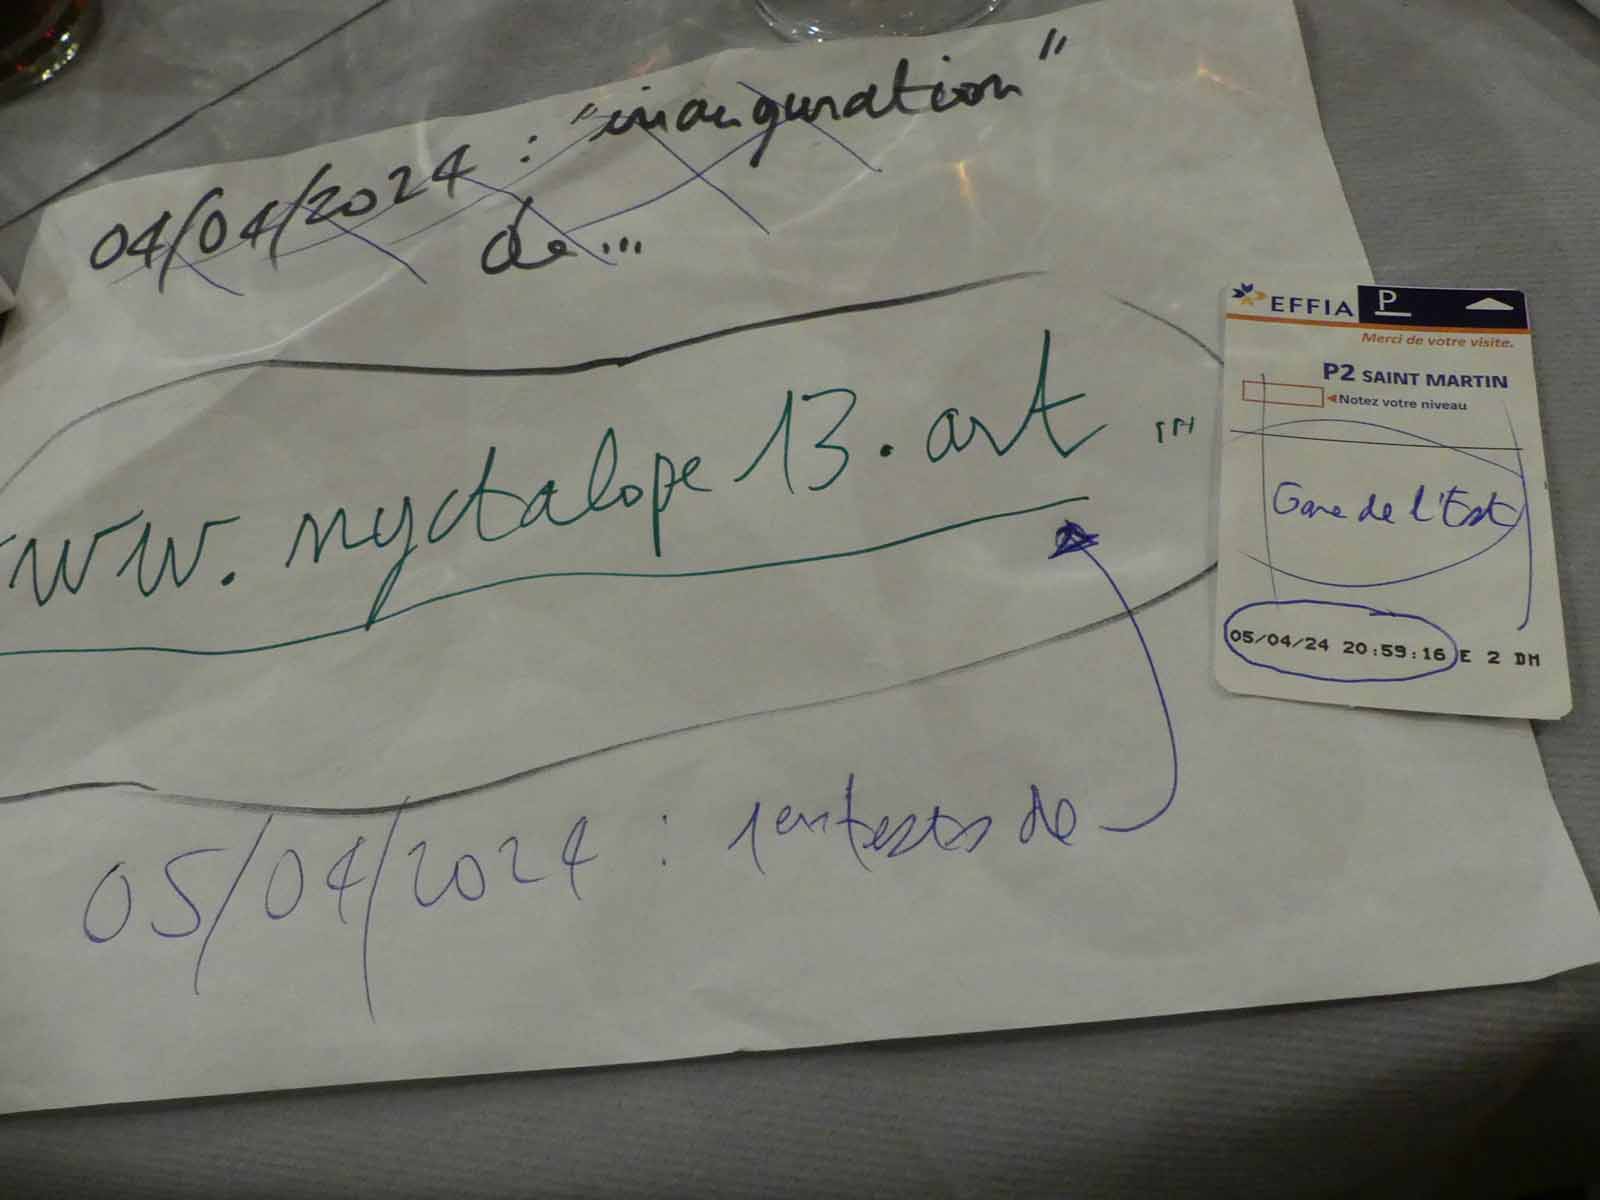 04/04/2024 : "inauguration"
de...
www.nyctalope13.art ...
05/04/2024 : 1ers tests de
EFFIA P
Merci de votre visite.
P2 SAINT MARTIN
◄Notez votre niveau
Gare de l'Est
05/04/24 20:59:16 E 2 DM